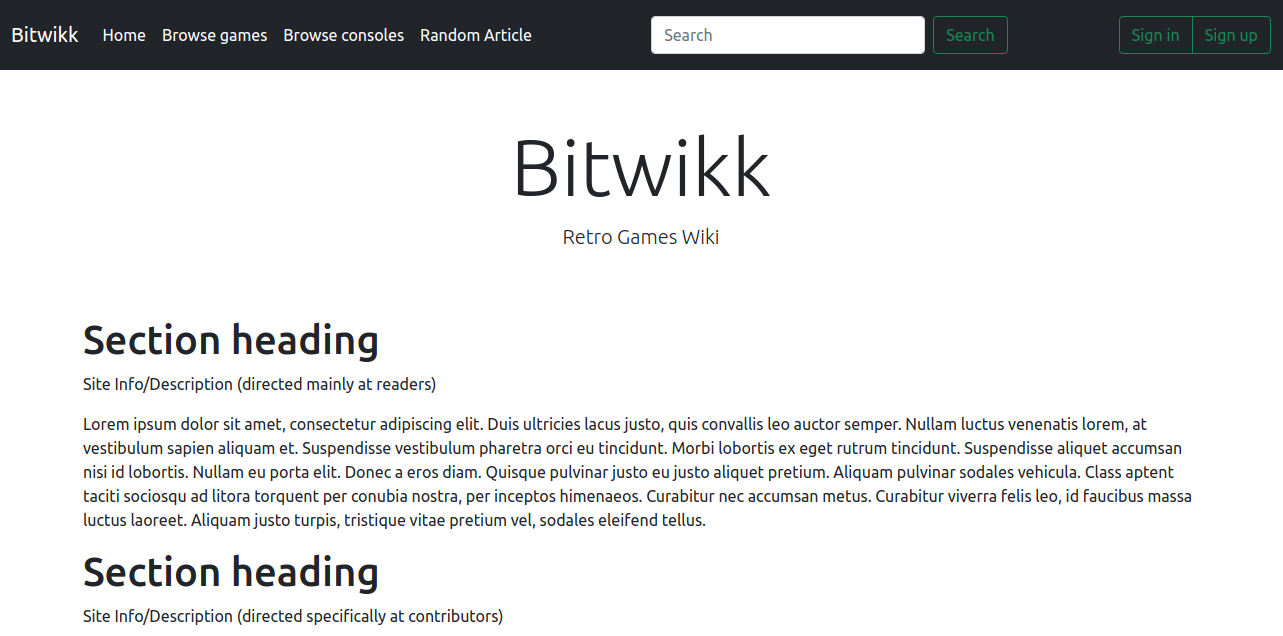 Bitwikk Home Browse games Browse consoles Random Article Search Search Sign in Sign up
Bitwikk
Retro Games Wiki
Section heading
Site Info/Description (directed mainly at readers)
Lorem ipsum dolor sit amet, consectetur adipiscing elit. Duis ultricies lacus justo, quis convallis leo auctor semper. Nullam luctus venenatis lorem, at
vestibulum sapien aliquam et. Suspendisse vestibulum pharetra orci eu tincidunt. Morbi lobortis ex eget rutrum tincidunt. Suspendisse aliquet accumsan
nisi id lobortis. Nullam eu porta elit. Donec a eros diam. Quisque pulvinar justo eu justo aliquet pretium. Aliquam pulvinar sodales vehicula. Class aptent
taciti sociosqu ad litora torquent per conubia nostra, per inceptos himenaeos. Curabitur nec accumsan metus. Curabitur viverra felis leo, id faucibus massa
luctus laoreet. Aliquam justo turpis, tristique vitae pretium vel, sodales eleifend tellus.
Section heading
Site Info/Description (directed specifically at contributors)